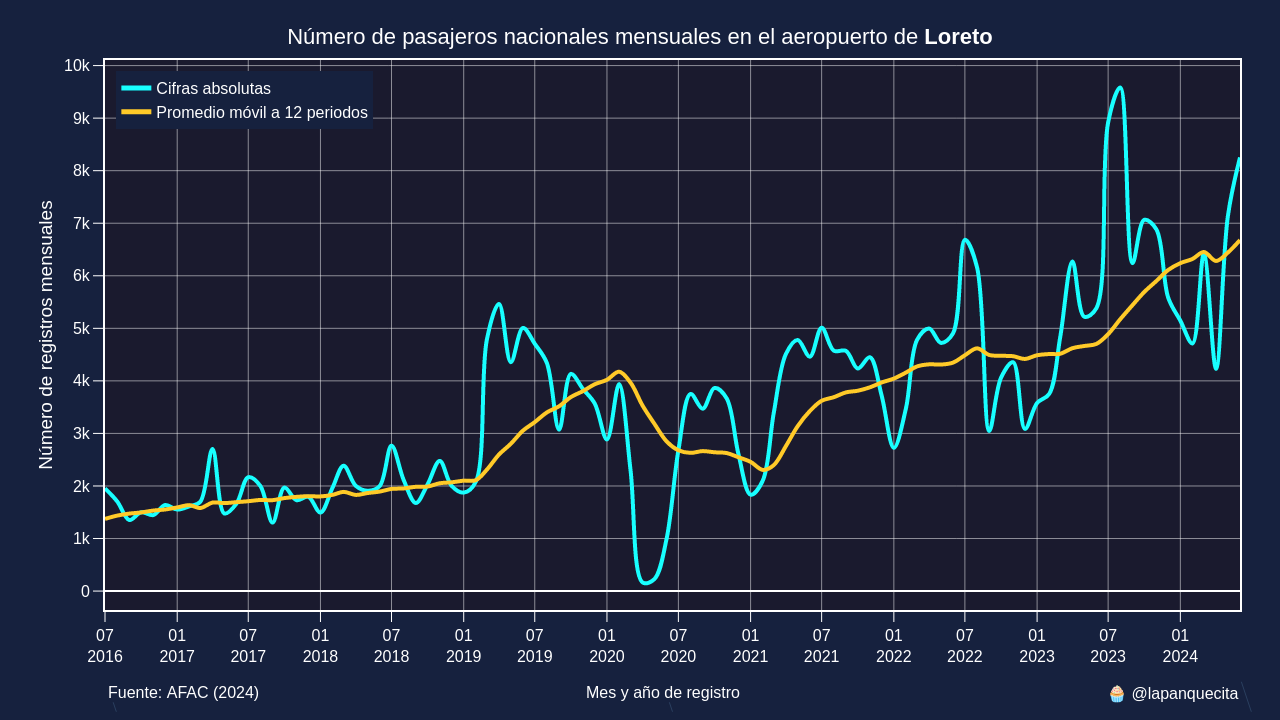 Número de pasajeros nacionales mensuales en el aeropuerto de Loreto
Cifras absolutas
Promedio móvil a 12 periodos
Número de registros mensuales
10k
9k
8k
7k
6k
5k
4k
3k
2k
1k
0
07 01 07 01 07 01 07 01 07 01 07 01 07 01 07 01
2016 2017 2017 2018 2018 2019 2019 2020 2020 2021 2021 2022 2022 2023 2023 2024
Fuente: AFAC (2024)
Mes y año de registro
🧁 @lapanquecita